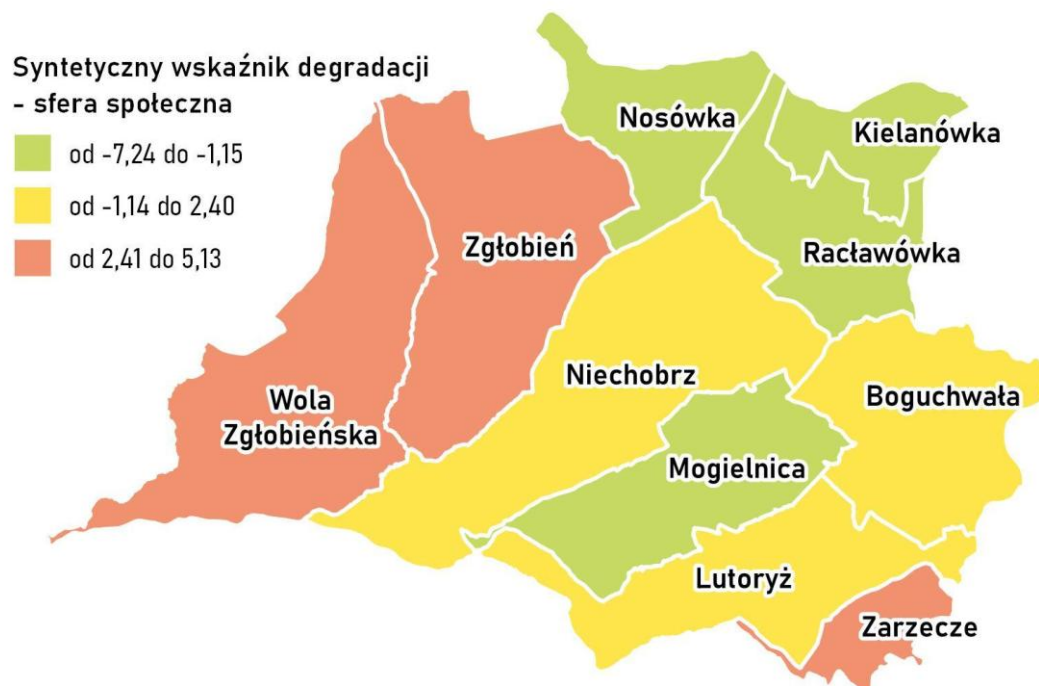 Syntetyczny wskaźnik degradacji
- sfera społeczna
od -7,24 do -1,15
od -1,14 do 2,40
od 2,41 do 5,13
Nosówka
Kielanówka
Zgłobień
Racławówka
Niechobrz
Wola
Zgłobieńska
Boguchwała
Mogielnica
Lutoryż
Zarzecze